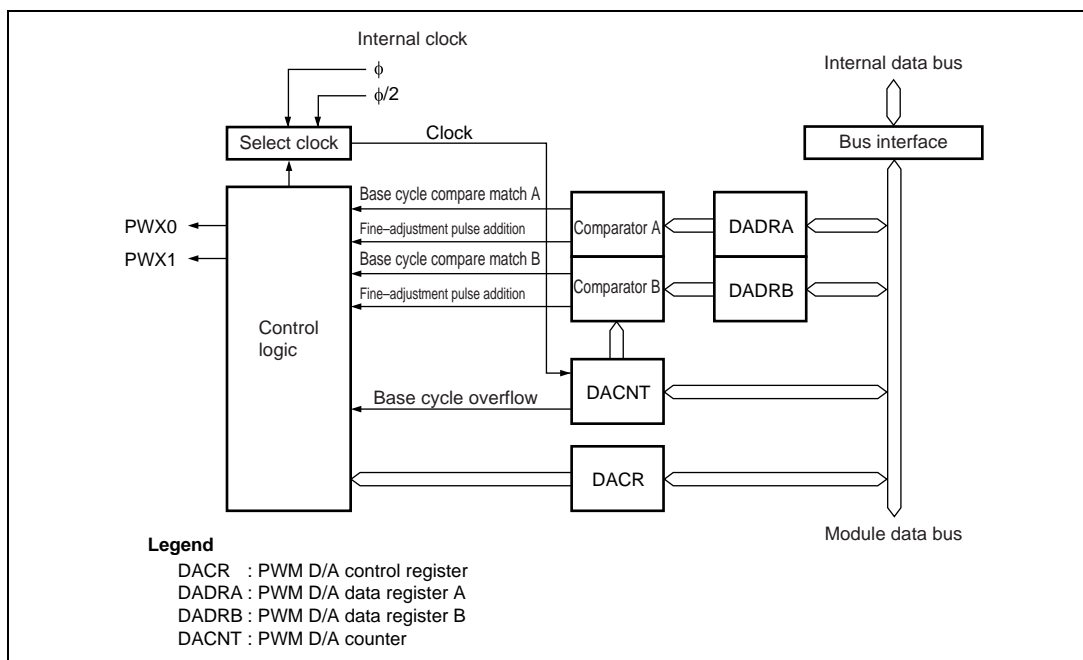 Internal clock
ϕ
ϕ/2
Internal data bus
Select clock
Clock
Bus interface
Base cycle compare match A
Fine–adjustment pulse addition
Base cycle compare match B
Fine–adjustment pulse addition
PWX0
PWX1
Comparator A
Comparator B
DADRA
DADRB
Control
logic
DACNT
Base cycle overflow
DACR
Module data bus
Legend
DACR : PWM D/A control register
DADRA : PWM D/A data register A
DADRB : PWM D/A data register B
DACNT : PWM D/A counter